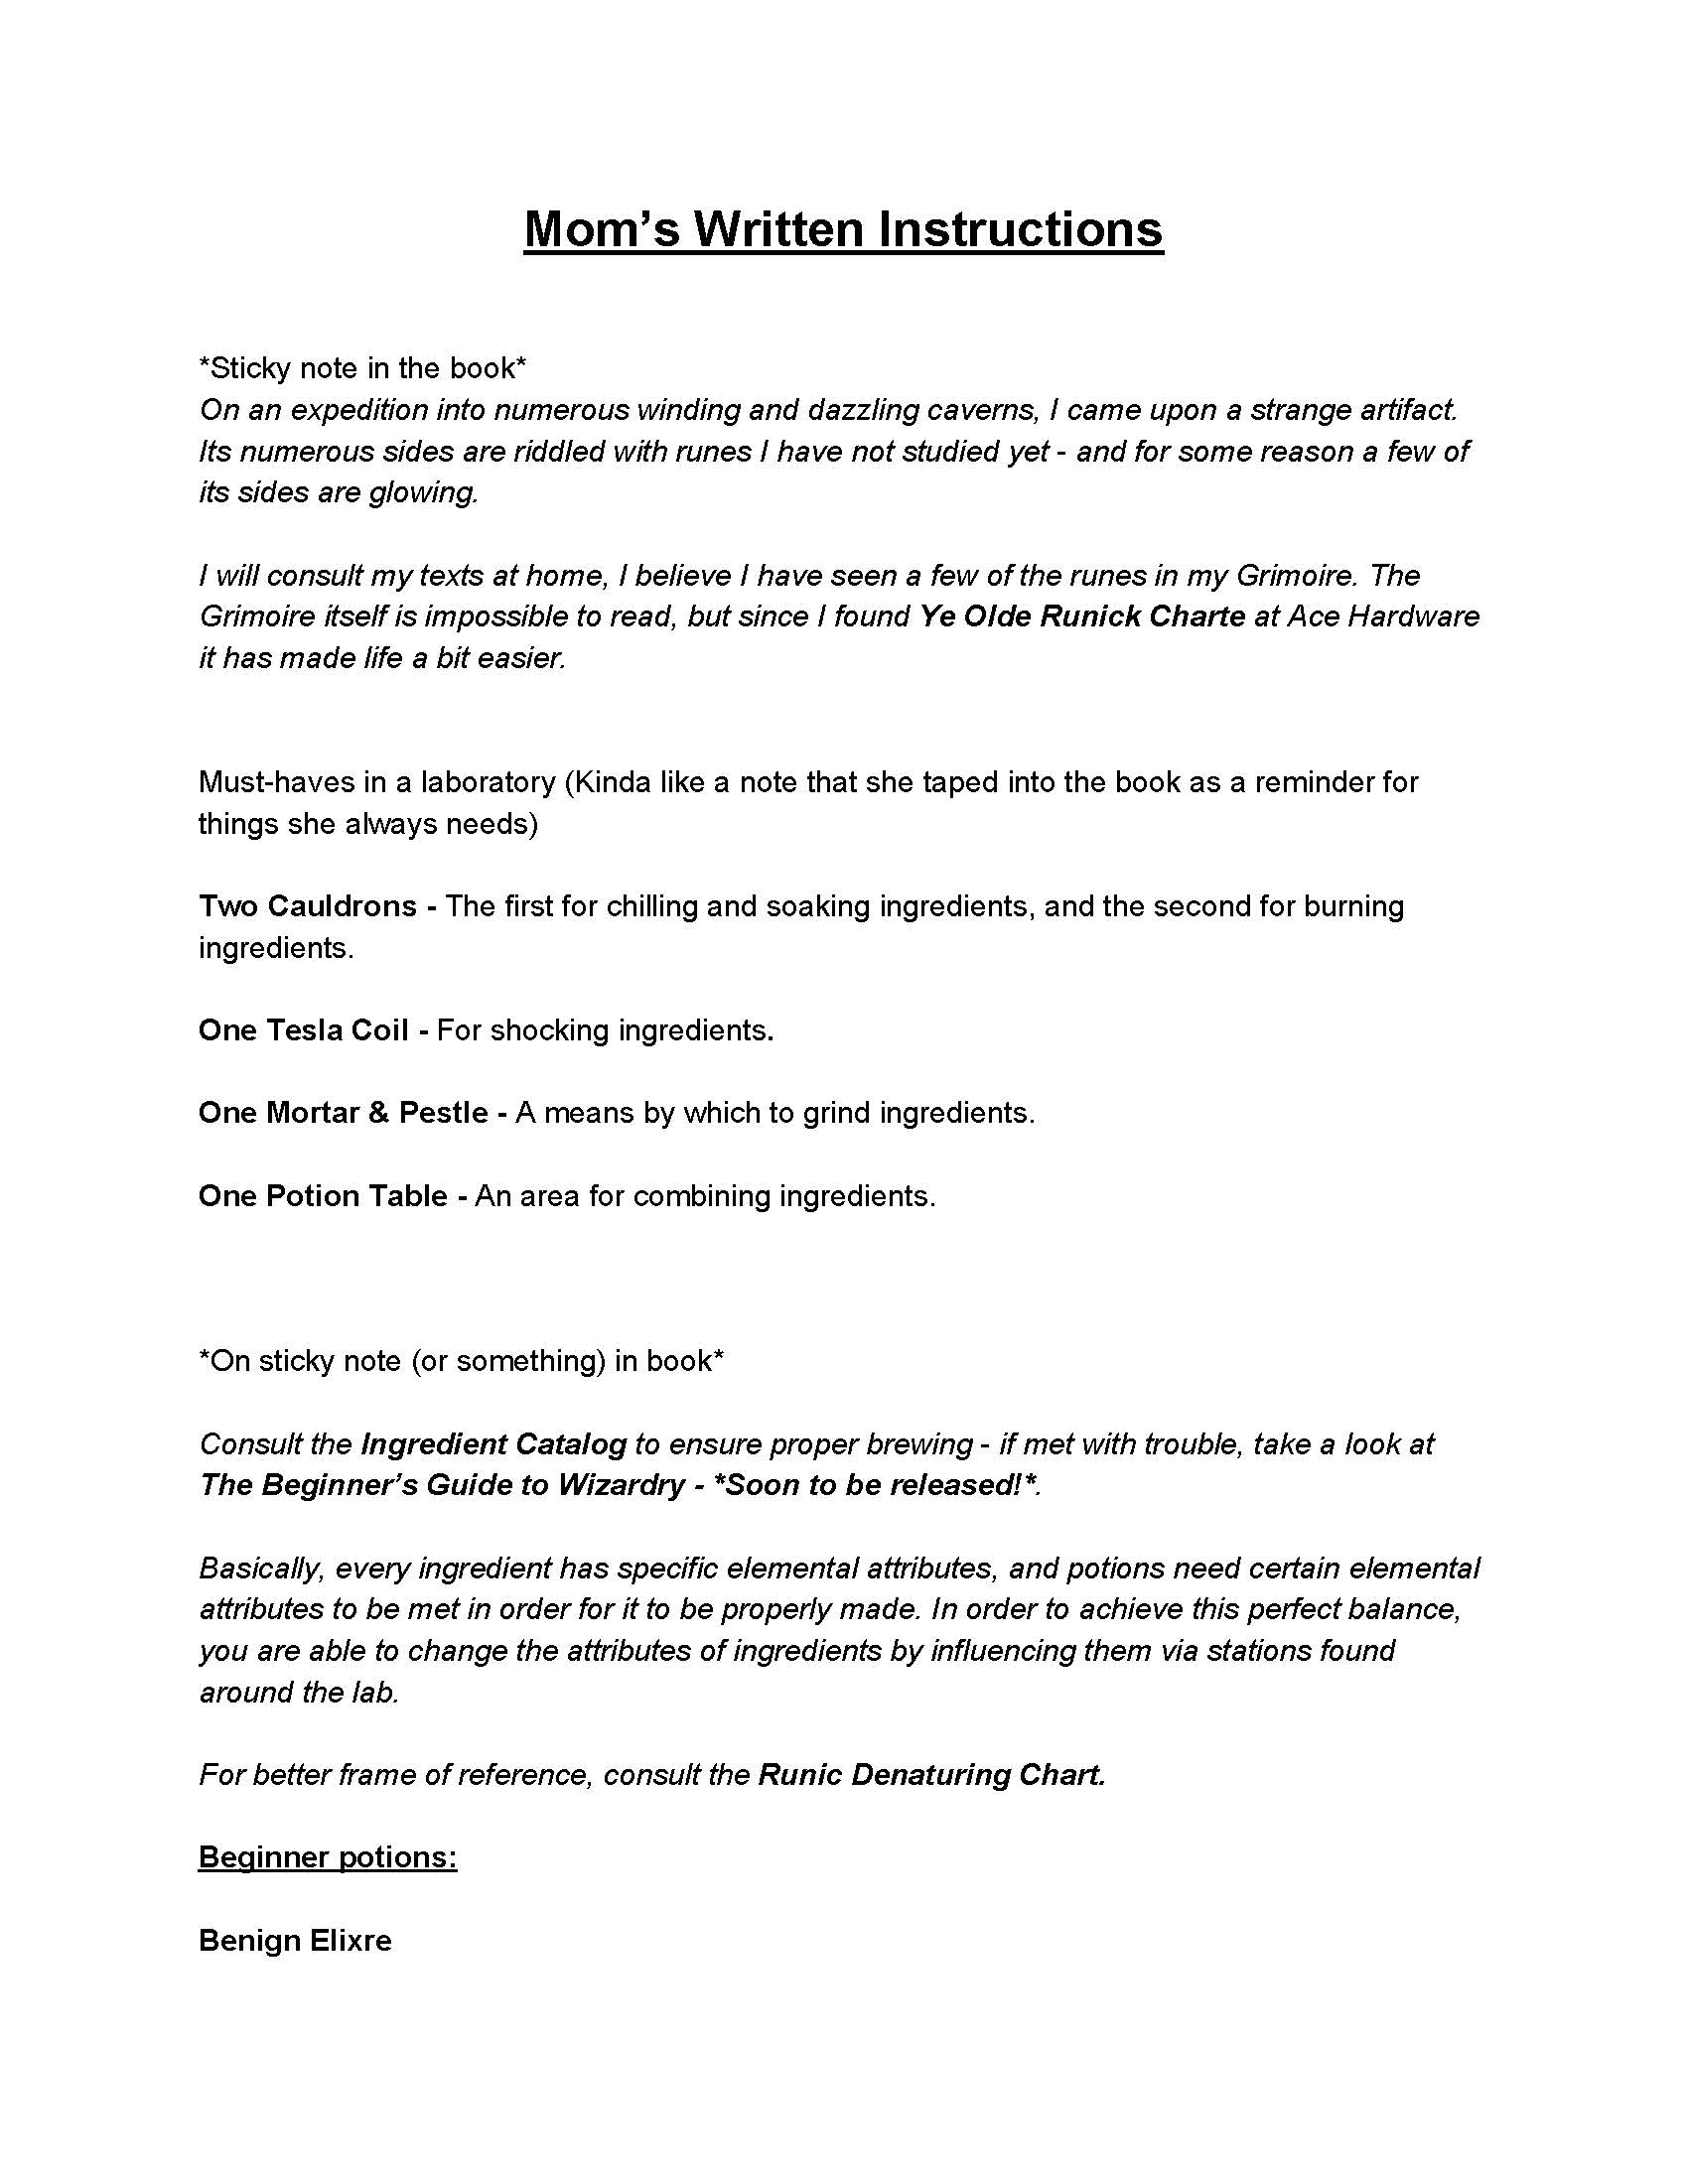 Mom’s Written Instructions
*Sticky note in the book*
On an expedition into numerous winding and dazzling caverns, I came upon a strange artifact.
Its numerous sides are riddled with runes I have not studied yet - and for some reason a few of
its sides are glowing.
I will consult my texts at home, I believe I have seen a few of the runes in my Grimoire. The
Grimoire itself is impossible to read, but since I found Ye Olde Runick Charte at Ace Hardware
it has made life a bit easier.
Must-haves in a laboratory (Kinda like a note that she taped into the book as a reminder for
things she always needs)
Two Cauldrons - The first for chilling and soaking ingredients, and the second for burning
ingredients.
One Tesla Coil - For shocking ingredients.
One Mortar & Pestle - A means by which to grind ingredients.
One Potion Table - An area for combining ingredients.
*On sticky note (or something) in book*
Consult the Ingredient Catalog to ensure proper brewing - if met with trouble, take a look at
The Beginner’s Guide to Wizardry - *Soon to be released!*.
Basically, every ingredient has specific elemental attributes, and potions need certain elemental
attributes to be met in order for it to be properly made. In order to achieve this perfect balance,
you are able to change the attributes of ingredients by influencing them via stations found
around the lab.
For better frame of reference, consult the Runic Denaturing Chart.
Beginner potions:
Benign Elixre